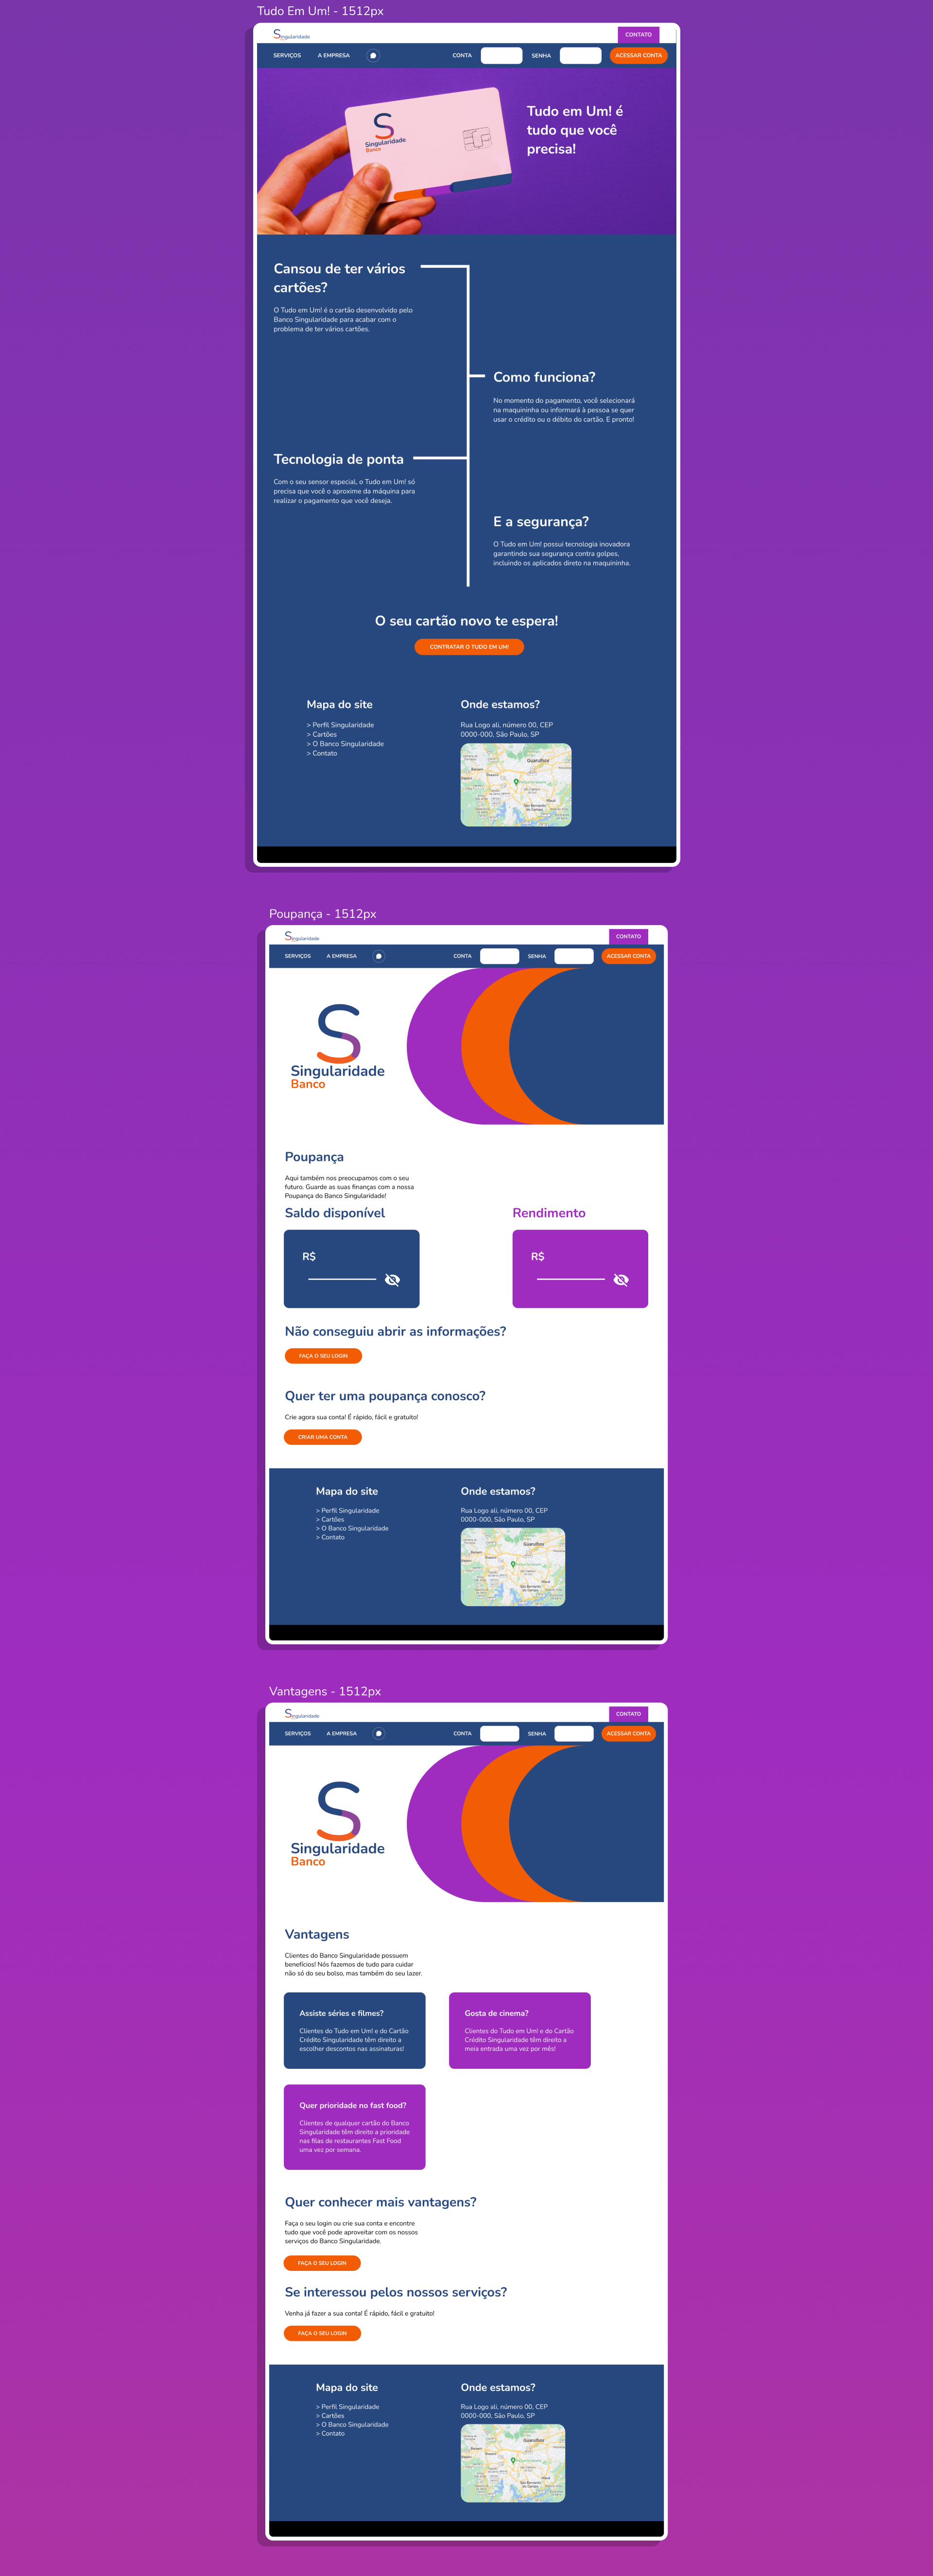 Tudo Em Um! - 1512px
Singularidade
CONTATO
SERVIÇOS
A EMPRESA
CONTA
SENHA
ACESSAR CONTA
Singularidade
Banco
Tudo em Um! é
tudo que você
precisa!
Cansou de ter vários
cartões?
O Tudo em Um! é o cartão desenvolvido pelo
Banco Singularidade para acabar com o
problema de ter vários cartões.
Como funciona?
No momento do pagamento, você selecionará
na maquininha ou informará à pessoa se quer
usar o crédito ou o débito do cartão. E pronto!
Tecnologia de ponta
Com o seu sensor especial, o Tudo em Um! só
precisa que você o aproxime da máquina para
realizar o pagamento que você deseja.
E a segurança?
O Tudo em Um! possui tecnologia inovadora
garantindo sua segurança contra golpes,
incluindo os aplicados direto na maquininha.
O seu cartão novo te espera!
CONTRATAR O TUDO EM UM!
Mapa do site
> Perfil Singularidade
> Cartões
> O Banco Singularidade
> Contato
Onde estamos?
Rua Logo ali, número 00, CEP
0000-000, São Paulo, SP
Guarulhos
Poupança - 1512px
Singularidade
CONTATO
SERVIÇOS
A EMPRESA
CONTA
SENHA
ACESSAR CONTA
Singularidade
Banco
Poupança
Aqui também nos preocupamos com o seu
futuro. Guarde as suas finanças com a nossa
Poupança do Banco Singularidade!
Saldo disponível
R$
Rendimento
R$
Não conseguiu abrir as informações?
FAÇA O SEU LOGIN
Quer ter uma poupança conosco?
Crie agora sua conta! É rápido, fácil e gratuito!
CRIAR UMA CONTA
Mapa do site
> Perfil Singularidade
> Cartões
> O Banco Singularidade
> Contato
Onde estamos?
Rua Logo ali, número 00, CEP
0000-000, São Paulo, SP
Guarulhos
Vantagens - 1512px
Singularidade
CONTATO
SERVIÇOS
A EMPRESA
CONTA
SENHA
ACESSAR CONTA
Singularidade
Banco
Vantagens
Clientes do Banco Singularidade possuem
benefícios! Nós fazemos de tudo para cuidar
não só do seu bolso, mas também do seu lazer.
Assiste séries e filmes?
Clientes do Tudo em Um! e do Cartão
Crédito Singularidade têm direito a
escolher descontos nas assinaturas!
Gosta de cinema?
Clientes do Tudo em Um! e do Cartão
Crédito Singularidade têm direito a
meia entrada uma vez por mês!
Quer prioridade no fast food?
Clientes de qualquer cartão do Banco
Singularidade têm direito a prioridade
nas filas de restaurantes Fast Food
uma vez por semana.
Quer conhecer mais vantagens?
Faça o seu login ou crie sua conta e encontre
tudo que você pode aproveitar com os nossos
serviços do Banco Singularidade.
FAÇA O SEU LOGIN
Se interessou pelos nossos serviços?
Venha já fazer a sua conta! É rápido, fácil e gratuito!
FAÇA O SEU LOGIN
Mapa do site
> Perfil Singularidade
> Cartões
> O Banco Singularidade
> Contato
Onde estamos?
Rua Logo ali, número 00, CEP
0000-000, São Paulo, SP
Guarulhos